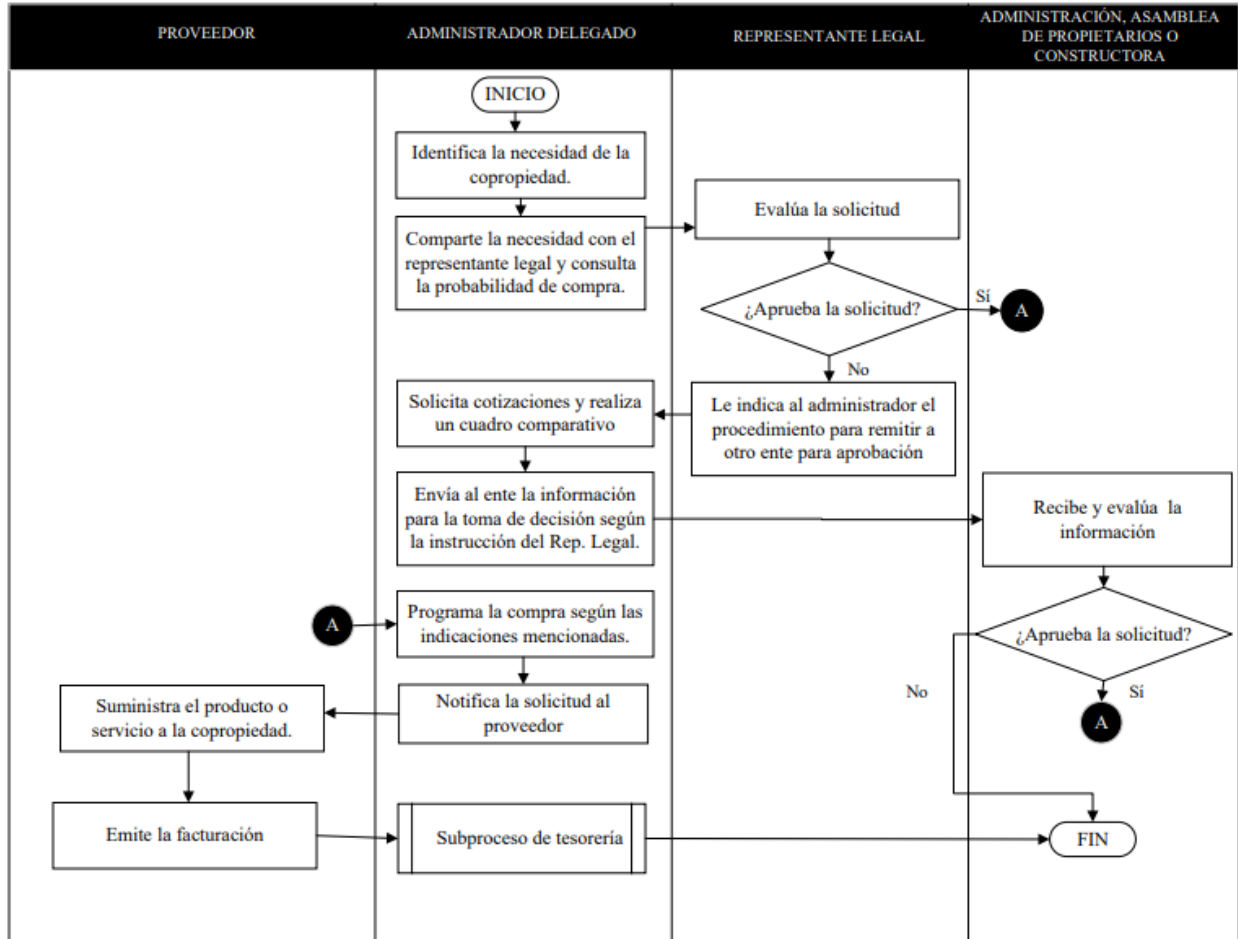 PROVEEDOR
ADMINISTRADOR DELEGADO
REPRESENTANTE LEGAL
ADMINISTRACIÓN, ASAMBLEA
DE PROPIETARIOS O
CONSTRUCTORA
INICIO
Identifica la necesidad de la
copropiedad.
Comparte la necesidad con el
representante legal y consulta
la probabilidad de compra.
Evalúa la solicitud
¿Aprueba la solicitud?
Sí
A
No
Le indica al administrador el
procedimiento para remitir a
otro ente para aprobación
Solicita cotizaciones y realiza
un cuadro comparativo
Envía al ente la información
para la toma de decisión según
la instrucción del Rep. Legal.
Recibe y evalúa la
información
¿Aprueba la solicitud?
No
Sí
A
A
Programa la compra según las
indicaciones mencionadas.
Notifica la solicitud al
proveedor
Suministra el producto o
servicio a la copropiedad.
Emite la facturación
Subproceso de tesorería
FIN